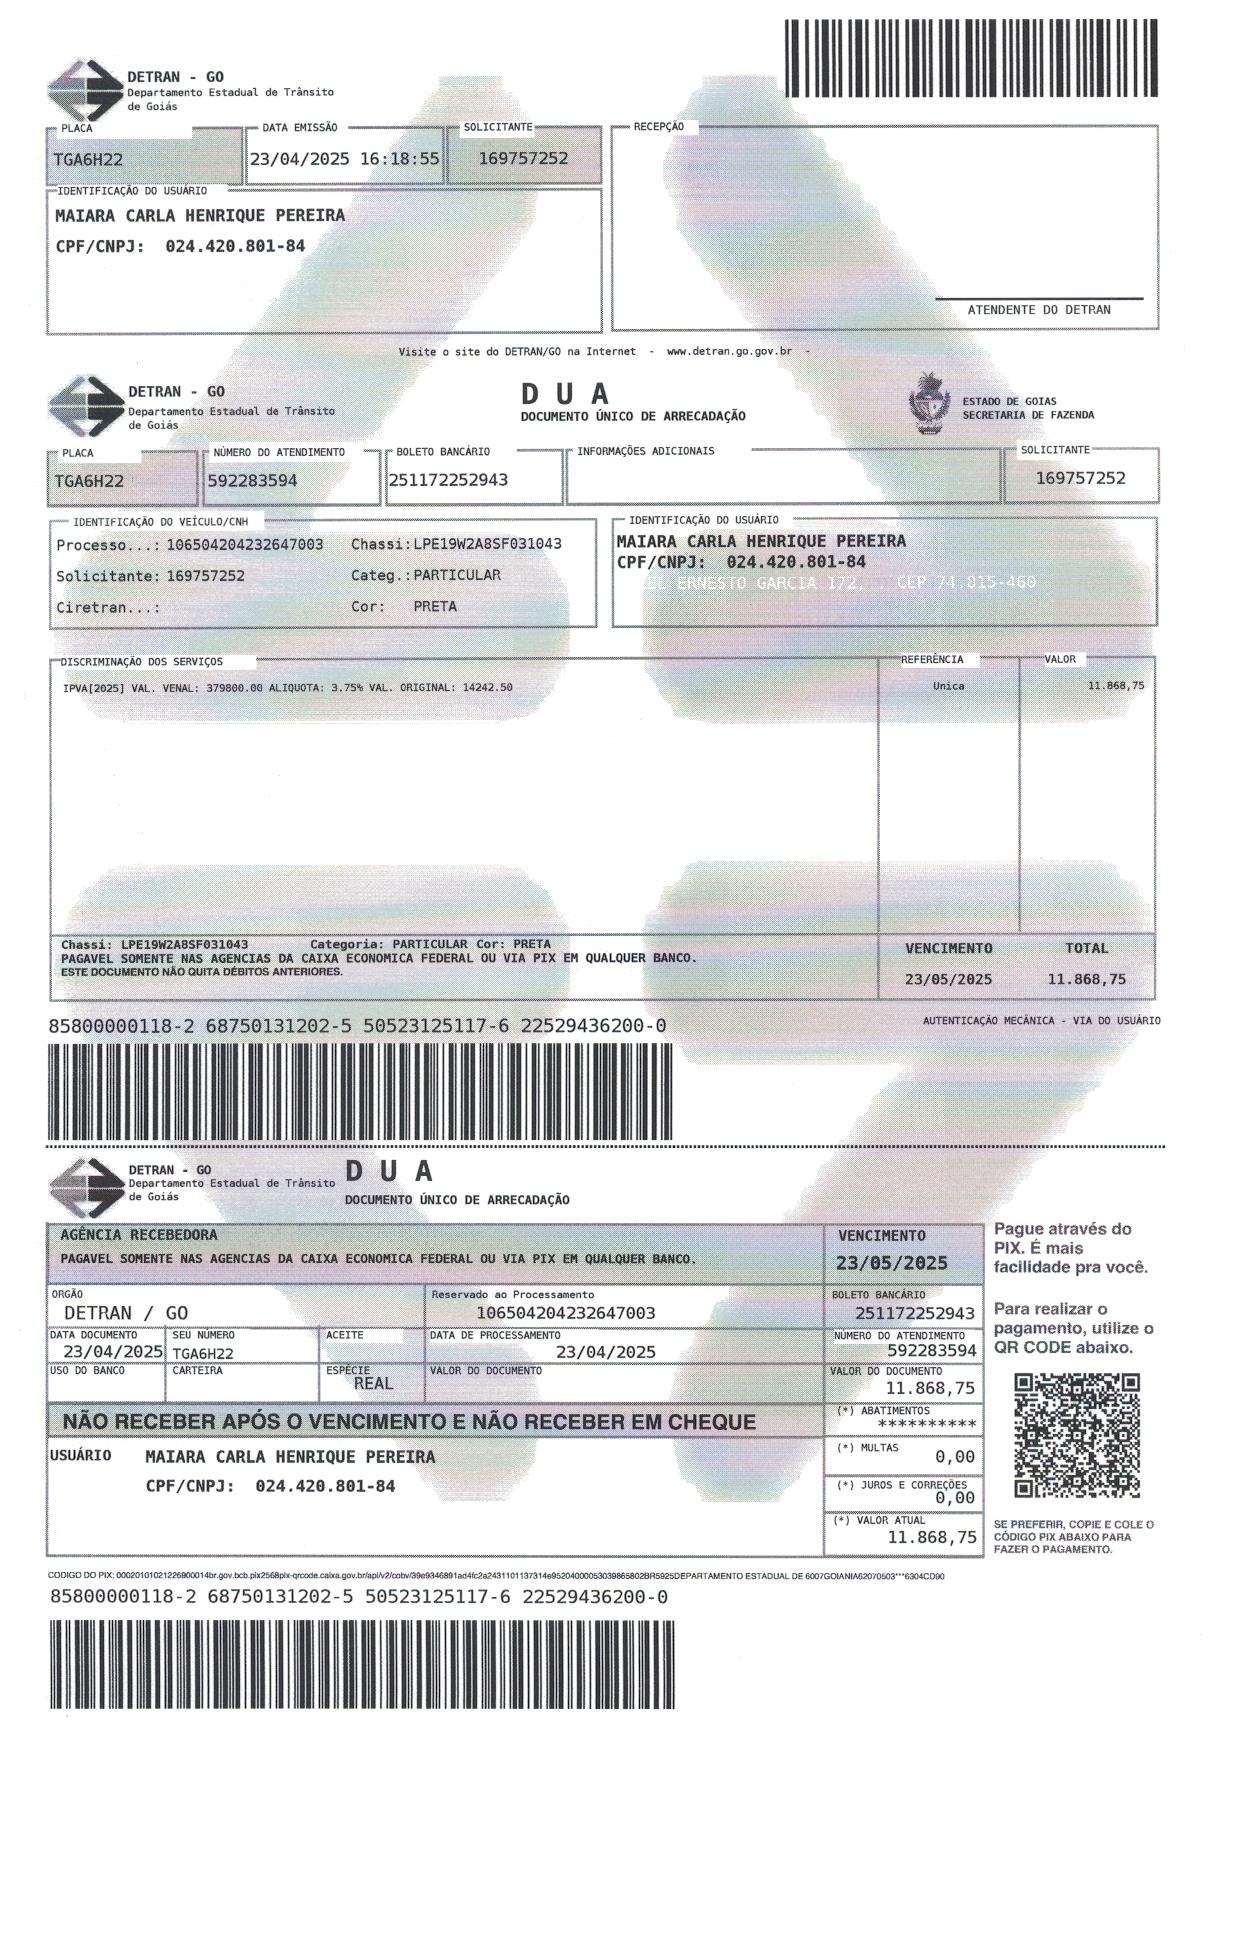 DETRAN - GO
Departamento Estadual de Trânsito
de Goiás
PLACA DATA EMISSÃO SOLICITANTE RECEPÇÃO
TGA6H22 23/04/2025 16:18:55 169757252
IDENTIFICAÇÃO DO USUÁRIO
MAIARA CARLA HENRIQUE PEREIRA
CPF/CNPJ: 024.420.801-84
ATENDENTE DO DETRAN
Visite o site do DETRAN/GO na Internet - www.detran.go.gov.br -
DETRAN - GO
Departamento Estadual de Trânsito
de Goiás
D U A
DOCUMENTO ÚNICO DE ARRECADAÇÃO
ESTADO DE GOIAS
SECRETARIA DE FAZENDA
PLACA NÚMERO DO ATENDIMENTO BOLETO BANCÁRIO INFORMAÇÕES ADICIONAIS SOLICITANTE
TGA6H22 592283594 251172252943 169757252
IDENTIFICAÇÃO DO VEÍCULO/CNH
Processo...: 106504204232647003 Chassi:LPE19W2A8SF031043
Solicitante: 169757252 Categ.:PARTICULAR
Ciretran...: Cor: PRETA
IDENTIFICAÇÃO DO USUÁRIO
MAIARA CARLA HENRIQUE PEREIRA
CPF/CNPJ: 024.420.801-84
EL ERNESTO GARCIA 172, . CEP 74.815-460
DISCRIMINAÇÃO DOS SERVIÇOS REFERÊNCIA VALOR
IPVA[2025] VAL. VENAL: 379800.00 ALIQUOTA: 3.75% VAL. ORIGINAL: 14242.50 Unica 11.868,75
Chassi: LPE19W2A8SF031043 Categoria: PARTICULAR Cor: PRETA
PAGAVEL SOMENTE NAS AGENCIAS DA CAIXA ECONOMICA FEDERAL OU VIA PIX EM QUALQUER BANCO.
ESTE DOCUMENTO NÃO QUITA DÉBITOS ANTERIORES.
VENCIMENTO TOTAL
23/05/2025 11.868,75
85800000118-2 68750131202-5 50523125117-6 22529436200-0
AUTENTICAÇÃO MECÂNICA - VIA DO USUÁRIO
DETRAN - GO
Departamento Estadual de Trânsito
de Goiás
D U A
DOCUMENTO ÚNICO DE ARRECADAÇÃO
AGÊNCIA RECEBEDORA VENCIMENTO
PAGAVEL SOMENTE NAS AGENCIAS DA CAIXA ECONOMICA FEDERAL OU VIA PIX EM QUALQUER BANCO. 23/05/2025
ORGÃO Reservado ao Processamento BOLETO BANCÁRIO
DETRAN / GO 106504204232647003 251172252943
DATA DOCUMENTO SEU NÚMERO ACEITE DATA DE PROCESSAMENTO NÚMERO DO ATENDIMENTO
23/04/2025 TGA6H22 23/04/2025 592283594
USO DO BANCO CARTEIRA ESPÉCIE VALOR DO DOCUMENTO VALOR DO DOCUMENTO
REAL 11.868,75
NÃO RECEBER APÓS O VENCIMENTO E NÃO RECEBER EM CHEQUE
(*) ABATIMENTOS
**********
USUÁRIO MAIARA CARLA HENRIQUE PEREIRA
CPF/CNPJ: 024.420.801-84
(*) MULTAS
0,00
(*) JUROS E CORREÇÕES
0,00
(*) VALOR ATUAL
11.868,75
Pague através do
PIX. É mais
facilidade pra você.
Para realizar o
pagamento, utilize o
QR CODE abaixo.
SE PREFERIR, COPIE E COLE O
CÓDIGO PIX ABAIXO PARA
FAZER O PAGAMENTO.
CODIGO DO PIX: 00020101021226900014br.gov.bcb.pix2568pix-qrcode.caixa.gov.br/api/v2/cobv/39e9346891ad4fc2a2431101137314e95204000053039865802BR5925DEPARTAMENTO ESTADUAL DE 6007GOIANIA62070503***6304CD90
85800000118-2 68750131202-5 50523125117-6 22529436200-0